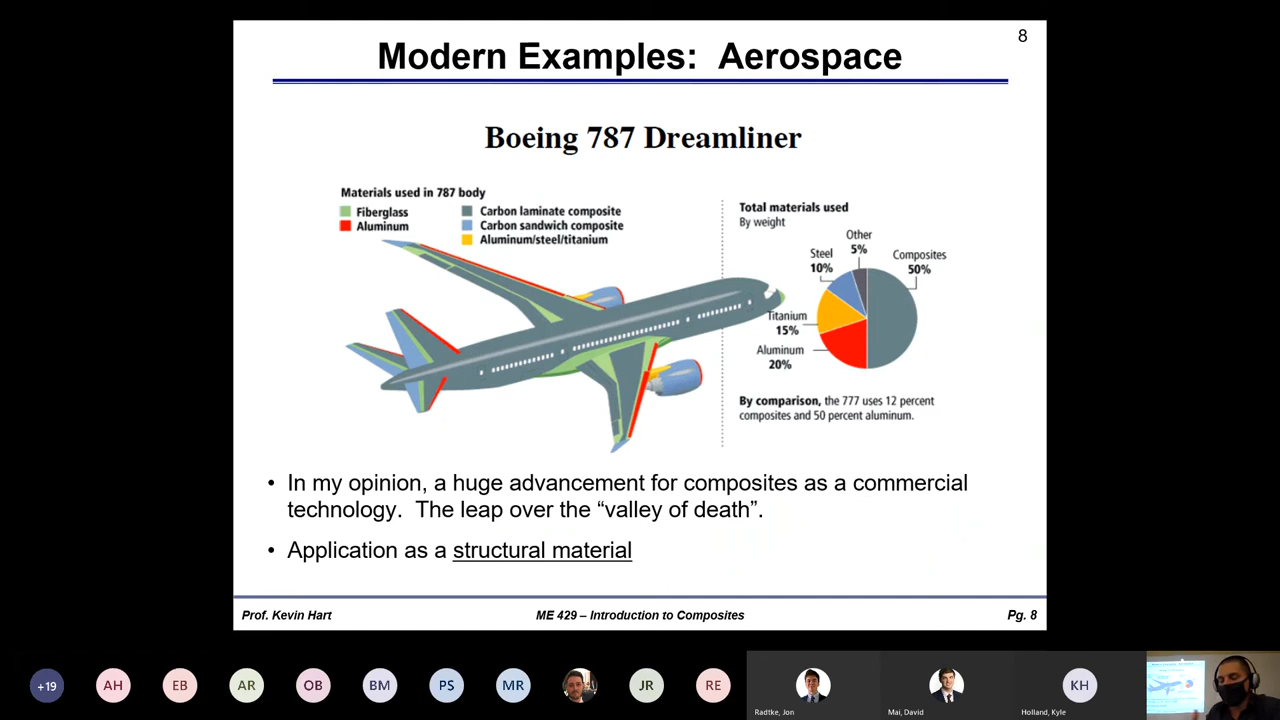 8
Modern Examples: Aerospace
Boeing 787 Dreamliner
Materials used in 787 body
Fiberglass
Aluminum
Carbon laminate composite
Carbon sandwich composite
Aluminum/steel/titanium
Total materials used
By weight
Other
5%
Steel
10%
Composites
50%
Titanium
15%
Aluminum
20%
By comparison, the 777 uses 12 percent
composites and 50 percent aluminum.
• In my opinion, a huge advancement for composites as a commercial
technology. The leap over the “valley of death”.
• Application as a structural material
Prof. Kevin Hart
ME 429 – Introduction to Composites
Pg. 8
+19
AH
EB
AR
OB
BM
PS
MR
JR
RE
KH
Radtke, Jon
Mai, David
Holland, Kyle